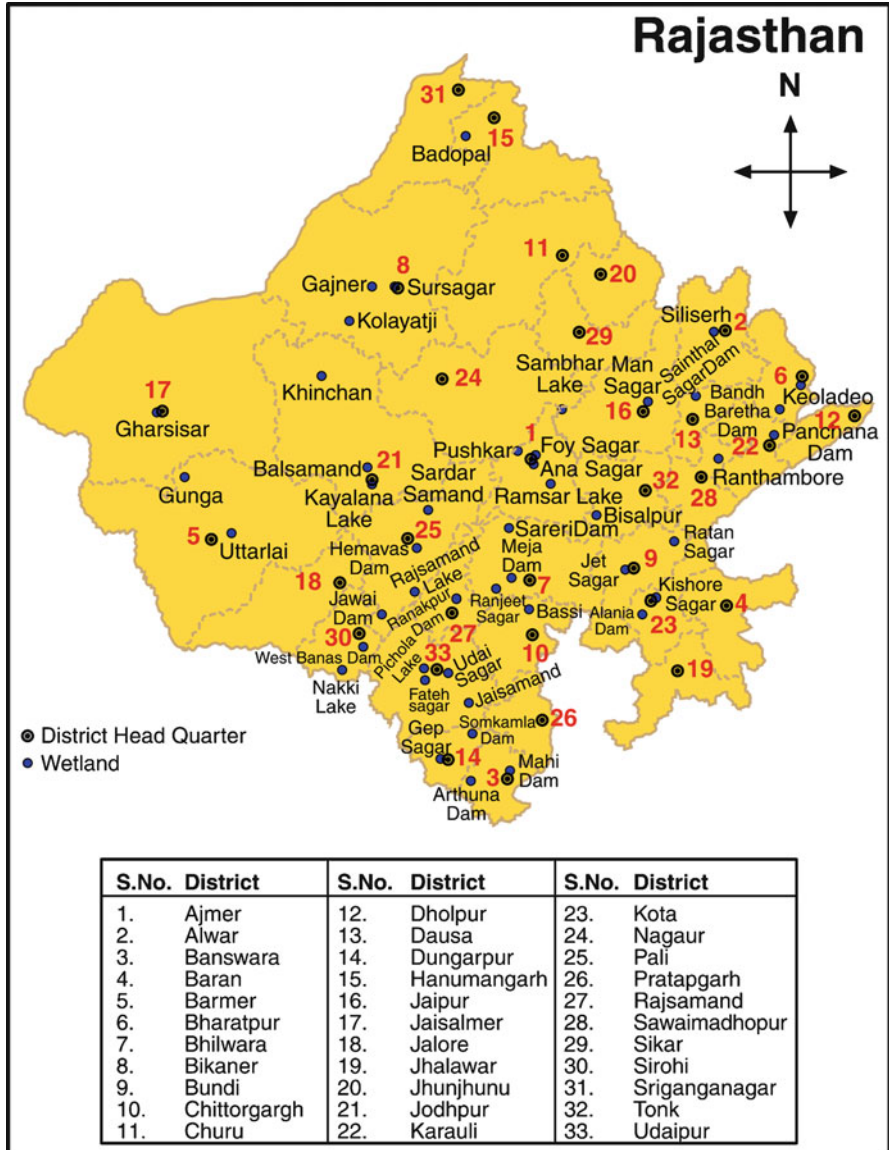 Rajasthan
N
31
15
Badopal
11
20
8
Gajner
Sursagar
Kolayatji
Siliserh
2
29
Sainthal
SagarDam
Sambhar
Lake
Man
Sagar
Khinchan
24
6
17
Gharsisar
16
Bandh
Baretha
Dam
Keoladeo
12
13
22
Panchana
Dam
1
Pushkar
Foy Sagar
Ana Sagar
21
Balsamand
Sardar
Samand
Kayalana
Lake
Gunga
Ramsar Lake
32
28
Ranthambore
Bisalpur
5
Uttarlai
25
Hemavas
Dam
SareriDam
Ratan
Sagar
Meja
Dam
Jet
Sagar
9
Rajsamand
Lake
18
Jawai
Dam
7
Ranakpur
Ranjeet
Sagar
Bassi
Kishore
Sagar
4
Alania
Dam
23
30
Pichola Dam
Lake
27
10
West Banas Dam
33
Udai
Sagar
19
Nakki
Lake
Fateh
sagar
Jaisamand
26
Somkamla
Dam
District Head Quarter
Wetland
Gep
Sagar
14
3
Mahi
Dam
Arthuna
Dam
S.No. District S.No. District S.No. District
1. Ajmer 12. Dholpur 23. Kota
2. Alwar 13. Dausa 24. Nagaur
3. Banswara 14. Dungarpur 25. Pali
4. Baran 15. Hanumangarh 26. Pratapgarh
5. Barmer 16. Jaipur 27. Rajsamand
6. Bharatpur 17. Jaisalmer 28. Sawaimadhopur
7. Bhilwara 18. Jalore 29. Sikar
8. Bikaner 19. Jhalawar 30. Sirohi
9. Bundi 20. Jhunjhunu 31. Sriganganagar
10. Chittorgargh 21. Jodhpur 32. Tonk
11. Churu 22. Karauli 33. Udaipur